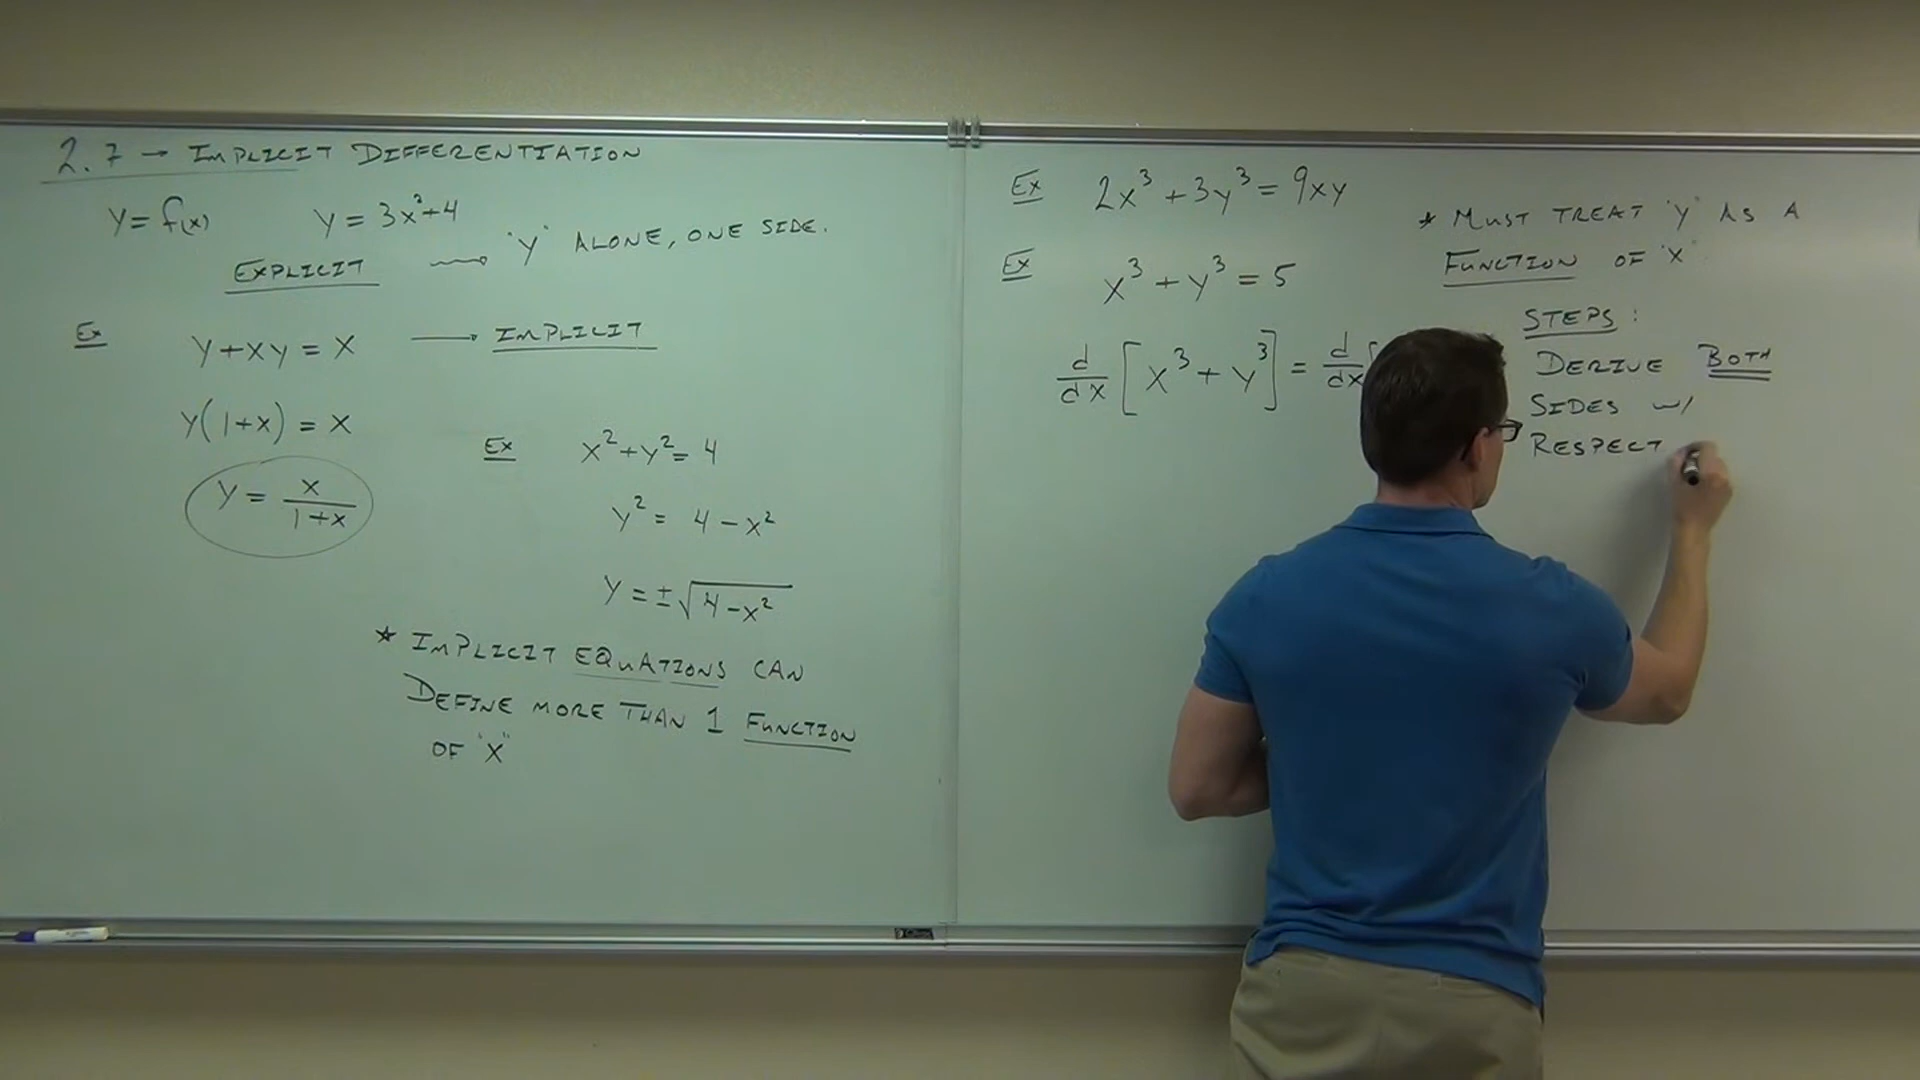 2.7 → IMPLICIT DIFFERENTIATION
y = f(x)   y = 3x²+4
EXPLICIT → "y" ALONE, ONE SIDE.
Ex y+xy = x → IMPLICIT
y(1+x) = x
y = x/(1+x)
Ex x²+y² = 4
y² = 4-x²
y = ±√(4-x²)
* IMPLICIT EQUATIONS CAN
DEFINE MORE THAN 1 FUNCTION
OF "X"
Ex 2x³+3y³ = 9xy
Ex x³+y³ = 5
d/dx [x³+y³] = d/dx [
* MUST TREAT "y" AS A
FUNCTION OF "X"
STEPS:
DERIVE BOTH
SIDES W/
RESPECT